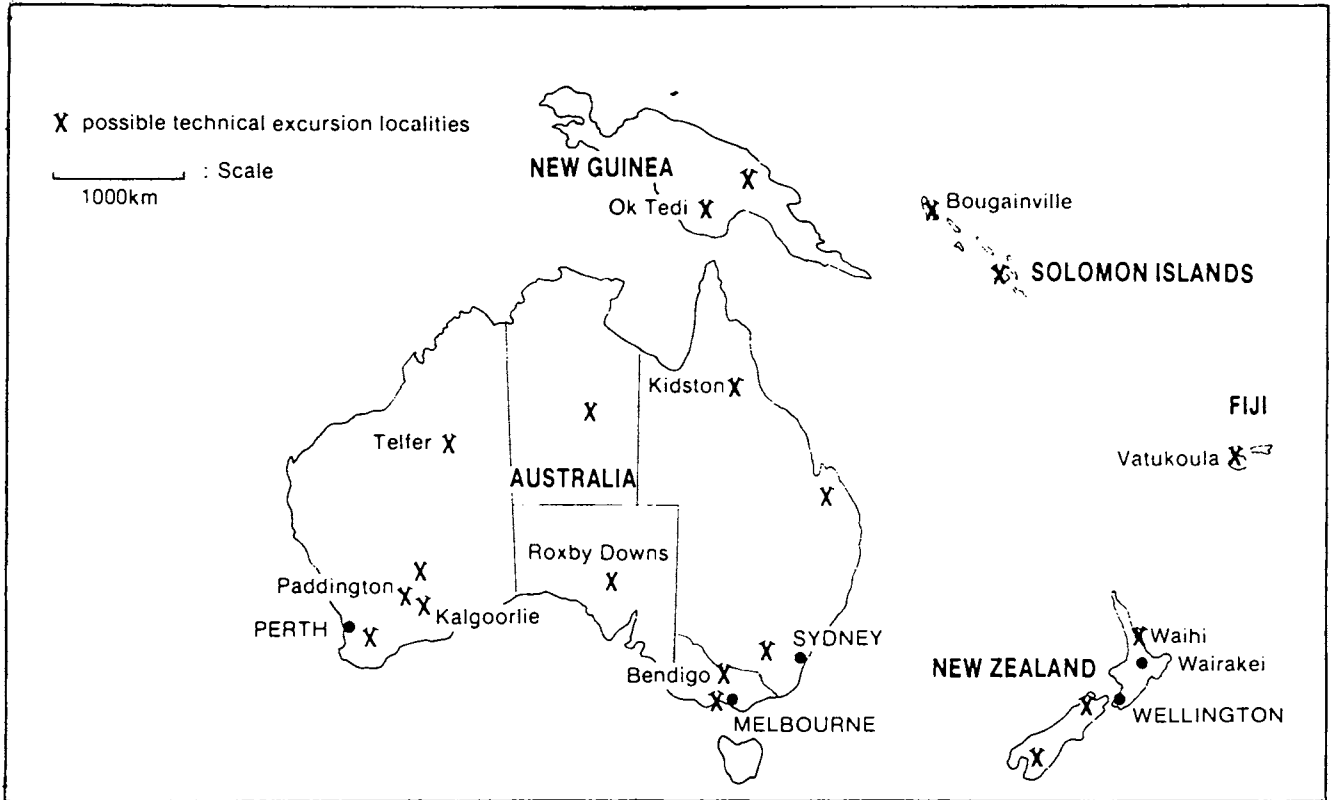 X possible technical excursion localities
: Scale
1000km
NEW GUINEA
Ok Tedi
Bougainville
SOLOMON ISLANDS
Kidston
FIJI
Telfer
Vatukoula
AUSTRALIA
Roxby Downs
Paddington
Kalgoorlie
PERTH
SYDNEY
Waihi
NEW ZEALAND
Wairakei
Bendigo
WELLINGTON
MELBOURNE